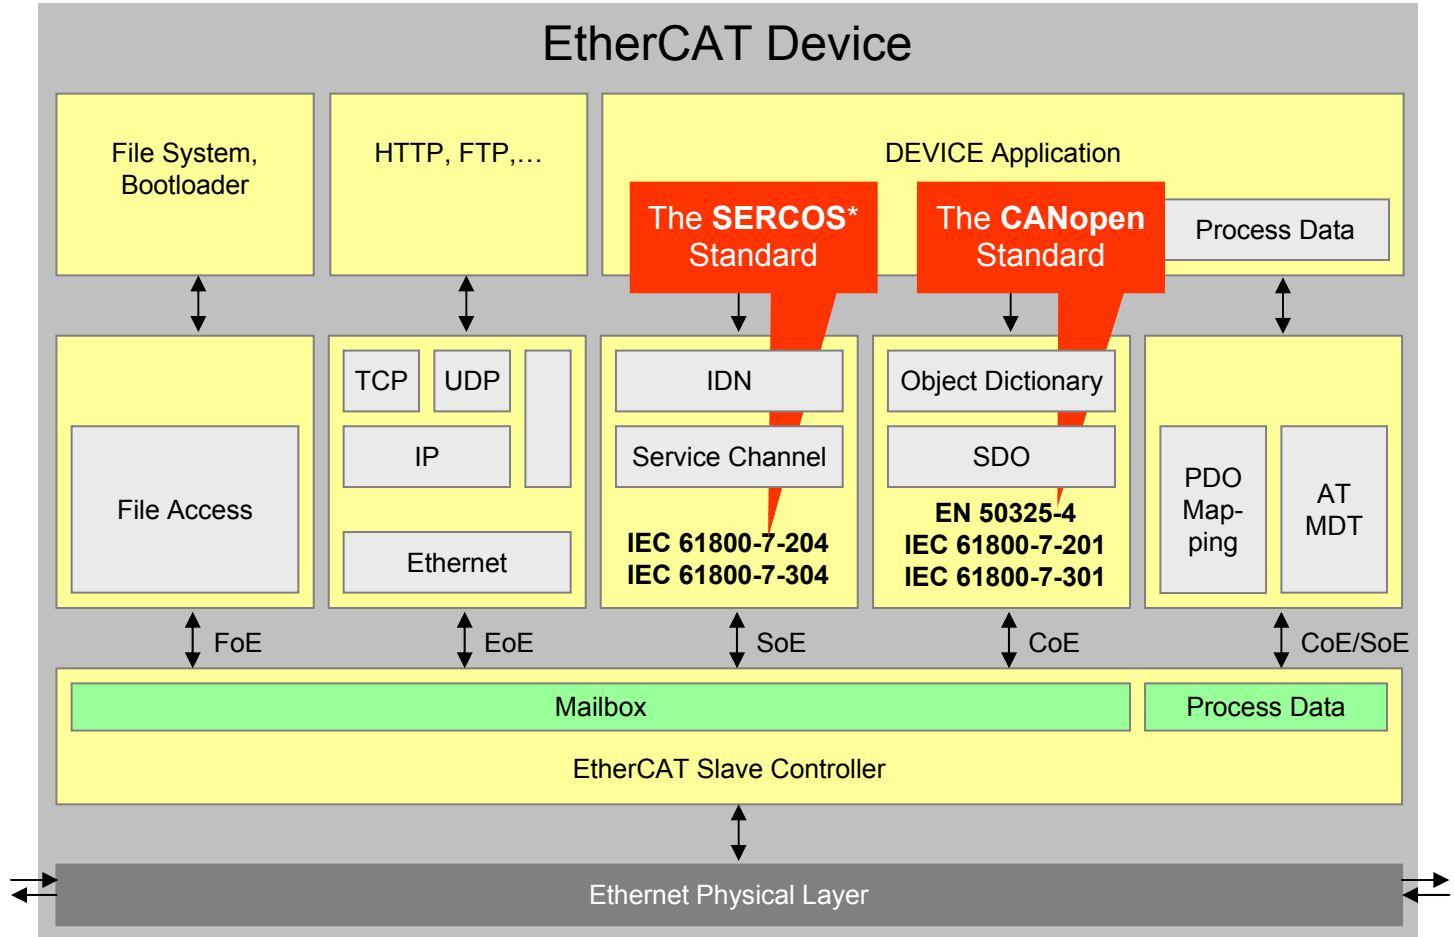 EtherCAT Device
File System,
Bootloader
HTTP, FTP,…
DEVICE Application
The SERCOS*
Standard
The CANopen
Standard
Process Data
File Access
TCP
UDP
IP
Ethernet
IDN
Service Channel
IEC 61800-7-204
IEC 61800-7-304
Object Dictionary
SDO
EN 50325-4
IEC 61800-7-201
IEC 61800-7-301
PDO
Map-
ping
AT
MDT
FoE
EoE
SoE
CoE
CoE/SoE
Mailbox
Process Data
EtherCAT Slave Controller
Ethernet Physical Layer